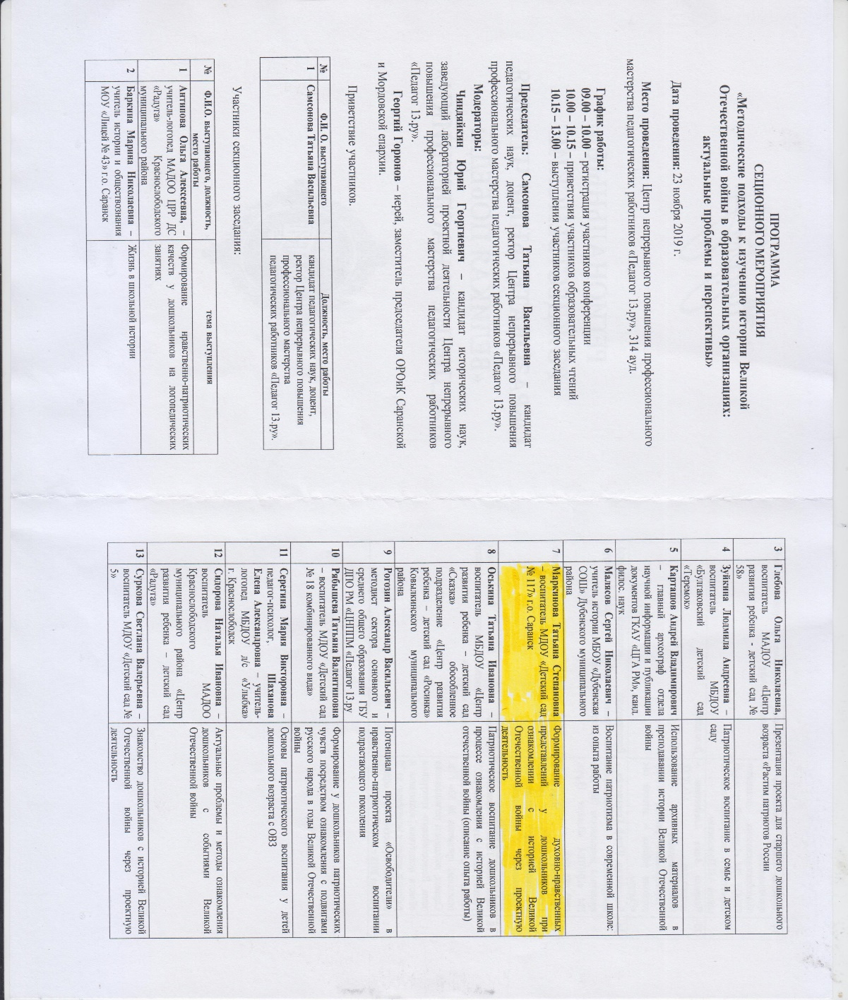 ПРОГРАММА
СЕЦИОННОГО МЕРОПРИЯТИЯ
«Методические подходы к изучению истории Великой
Отечественной войны в образовательных организациях:
актуальные проблемы и перспективы»
Дата проведения: 23 ноября 2019 г.
Место проведения: Центр непрерывного повышения профессионального
мастерства педагогических работников «Педагог 13.ру», 314 ауд.
График работы:
09.00 – 10.00 – регистрация участников конференции
10.00 – 10.15 – приветствия участников образовательных чтений
10.15 – 13.00 – выступления участников секционного заседания
Председатель: Самсонова Татьяна Васильевна – кандидат
педагогических наук, доцент, ректор Центра непрерывного повышения
профессионального мастерства педагогических работников «Педагог 13.ру».
Модераторы:
Чиндяйкин Юрий Георгиевич – кандидат исторических наук,
заведующий лабораторией проектной деятельности Центра непрерывного
повышения профессионального мастерства педагогических работников
«Педагог 13.ру».
Георгий Горюнов – иерей, заместитель председателя ОРОиК Саранской
и Мордовской епархии.
Приветствие участников.
№ Ф.И. О. выступающего Должность, место работы
1 Самсонова Татьяна Васильевна кандидат педагогических наук, доцент,
ректор Центра непрерывного повышения
профессионального мастерства
педагогических работников «Педагог 13.ру».
Участники секционного заседания:
№ Ф.И.О. выступающего, должность,
место работы
тема выступления
1 Антипова Ольга Алексеевна, –
учитель-логопед МАДОО ЦРР ДС
«Радуга» Краснослободского
муниципального района
Формирование нравственно-патриотических
качеств у дошкольников на логопедических
занятиях
2 Баркина Марина Николаевна –
учитель истории и обществознания
МОУ «Лицей № 43» г.о. Саранск
Жизнь в школьной истории
3 Глебова Ольга Николаевна,
воспитатель МАДОУ «Центр
развития ребенка - детский сад №
58»
Презентация проекта для старшего дошкольного
возраста «Растим патриотов России
4 Зуйкина Людмила Андреевна –
воспитатель МБДОУ
«Булгаковский детский сад
«Теремок»
Патриотическое воспитание в семье и детском
саду
5 Карташов Андрей Владимирович
– главный археограф отдела
научной информации и публикации
документов ГКАУ «ЦГА РМ», канд.
филос. наук
Использование архивных материалов в
преподавании истории Великой Отечественной
войны
6 Малисов Сергей Николаевич –
учитель истории МБОУ «Дубенская
СОШ» Дубенского муниципального
района
Воспитание патриотизма в современной школе:
из опыта работы
7 Маркинова Татьяна Степановна
– воспитатель МДОУ «Детский сад
№ 117» г.о. Саранск
Формирование духовно-нравственных
представлений у дошкольников при
ознакомлении с историей Великой
Отечественной войны через проектную
деятельность
8 Оськина Татьяна Ивановна –
воспитатель МБДОУ «Центр
развития ребенка – детский сад
«Сказка» обособленное
подразделение «Центр развития
ребенка – детский сад «Росинка»
Ковылкинского муниципального
района
Патриотическое воспитание дошкольников в
процессе ознакомления с историей Великой
отечественной войны (описание опыта работы)
9 Рогозин Александр Васильевич –
методист сектора основного и
среднего общего образования ГБУ
ДПО РМ «ЦНППМ «Педагог 13.ру
Потенциал проекта «Освободители» в
нравственно-патриотическом воспитании
подрастающего поколения
10 Рябышева Татьяна Валентиновна
– воспитатель МДОУ «Детский сад
№ 18 комбинированного вида»
Формирование у дошкольников патриотических
чувств посредством ознакомления с подвигами
русского народа в годы Великой Отечественной
войны
11 Серегина Мария Викторовна –
педагог-психолог, Шаханова
Елена Александровна – учитель-
логопед МБДОУ д/с «Улыбка»
г. Краснослободск
Основы патриотического воспитания у детей
дошкольного возраста с ОВЗ
12 Сидорова Наталья Ивановна –
воспитатель МАДОО
Краснослободского
муниципального района «Центр
развития ребенка – детский сад
«Радуга»
Актуальные проблемы и методы ознакомления
дошкольников с событиями Великой
Отечественной войны
13 Суркова Светлана Валерьевна –
воспитатель МДОУ «Детский сад №
5»
Знакомство дошкольников с историей Великой
Отечественной войны через проектную
деятельность